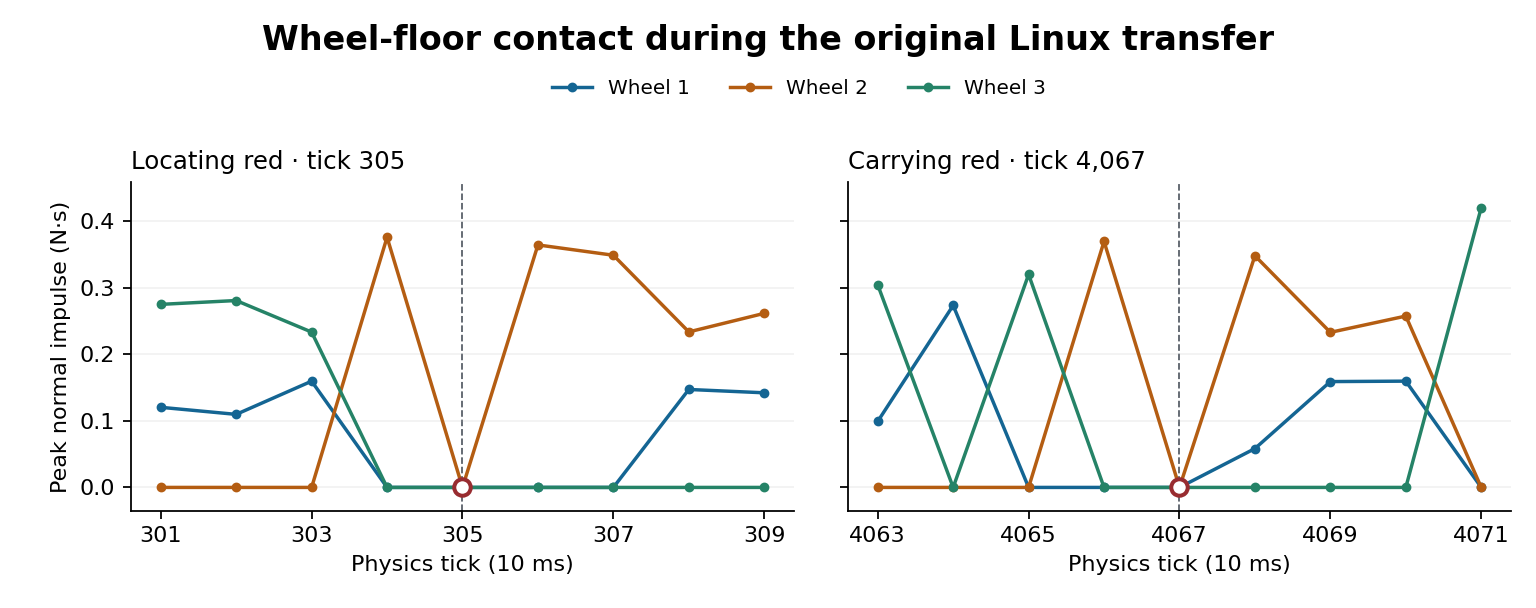 Wheel-floor contact during the original Linux transfer
Wheel 1 Wheel 2 Wheel 3
Locating red · tick 305
Peak normal impulse (N·s)
0.4
0.3
0.2
0.1
0.0
301 303 305 307 309
Physics tick (10 ms)
Carrying red · tick 4,067
4063 4065 4067 4069 4071
Physics tick (10 ms)